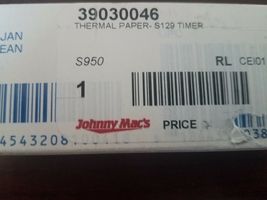 39030046
THERMAL PAPER- S129 TIMER
JAN
EAN
S950 RL CEI01
1
Johnny Mac's PRICE